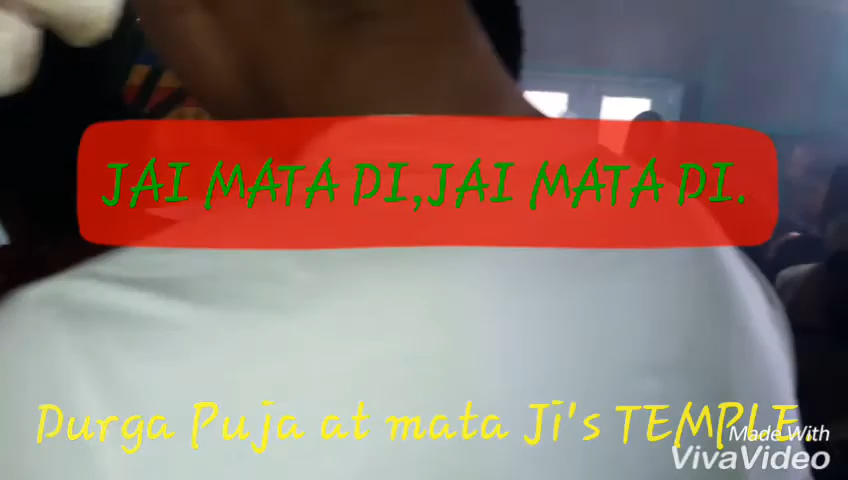 JAI MATA DI,JAI MATA DI.
Durga Puja at mata Ji's TEMPLE.
Made With
VivaVideo